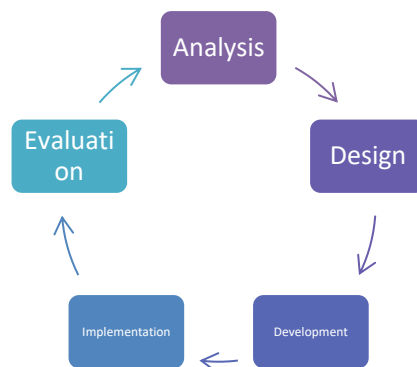 Analysis
Design
Development
Implementation
Evaluati
on